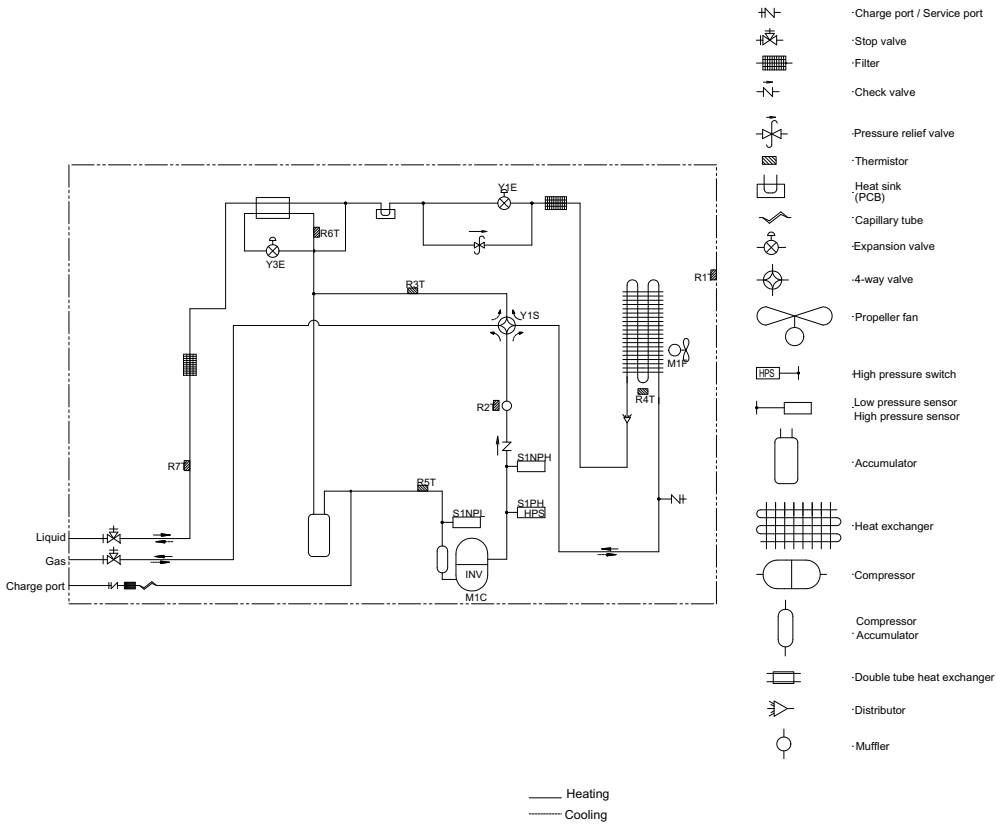 Charge port / Service port
Stop valve
Filter
Check valve
Pressure relief valve
Thermistor
Heat sink
(PCB)
Capillary tube
Expansion valve
4-way valve
Propeller fan
HPS
High pressure switch
Low pressure sensor
High pressure sensor
Accumulator
Heat exchanger
Compressor
Compressor
Accumulator
Double tube heat exchanger
Distributor
Muffler
Y1E
R6T
Y3E
R1T
R3T
Y1S
M1F
R4T
R2T
R7T
S1NPH
R5T
S1PH
HPS
S1NPL
Liquid
Gas
INV
Charge port
M1C
Heating
Cooling